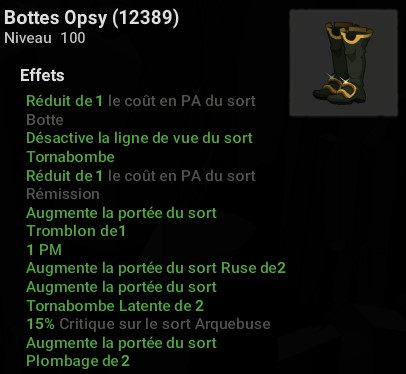 Bottes Opsy (12389)
Niveau 100
Effets
Réduit de 1 le coût en PA du sort
Botte
Désactive la ligne de vue du sort
Tornabombe
Réduit de 1 le coût en PA du sort
Rémission
Augmente la portée du sort
Tromblon de1
1 PM
Augmente la portée du sort Ruse de2
Augmente la portée du sort
Tornabombe Latente de 2
15% Critique sur le sort Arquebuse
Augmente la portée du sort
Plombage de 2